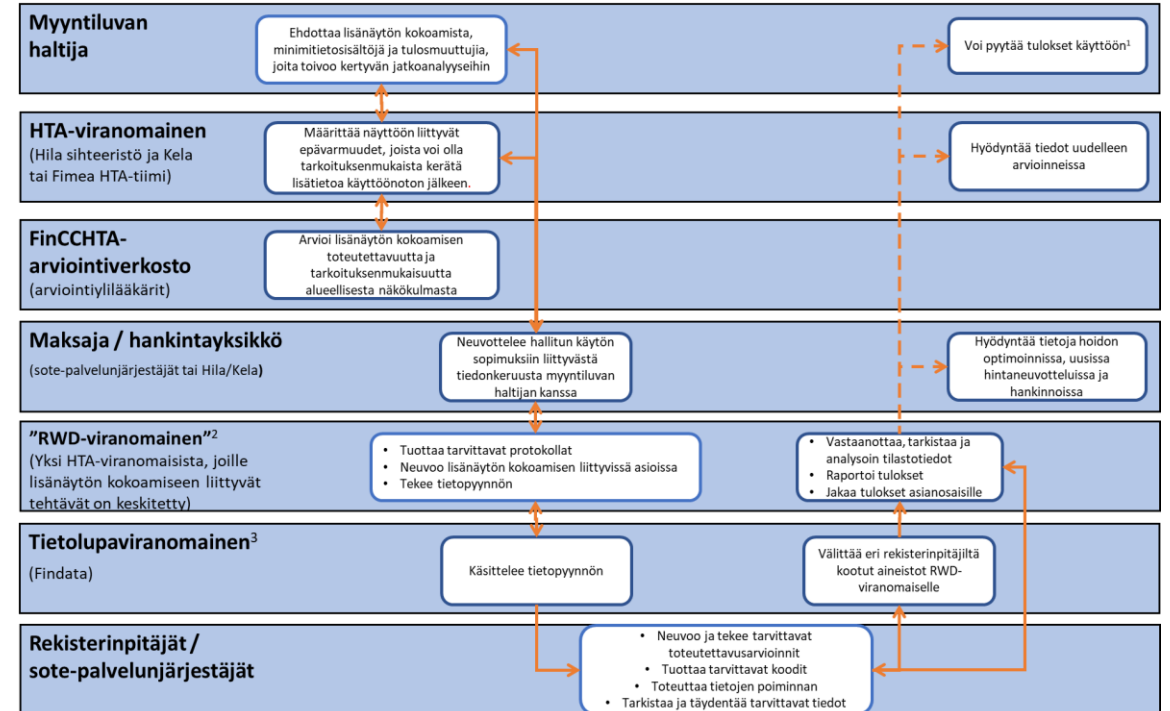 Myyntiluvan
haltija
Ehdottaa lisänäytön kokoamista,
minimitietosisältöjä ja tulosmuuttujia,
joita toivoo kertyvän jatkoanalyyseihin
Voi pyytää tulokset käyttöön¹
HTA-viranomainen
(Hila sihteeristö ja Kela
tai Fimea HTA-tiimi)
Määrittää näyttöön liittyvät
epävarmuudet, joista voi olla
tarkoituksenmukaista kerätä
lisätietoa käyttöönoton jälkeen.
Hyödyntää tiedot uudelleen
arvioinneissa
FinCCHTA-
arviointiverkosto
(arviointiylilääkärit)
Arvioi lisänäytön kokoamisen
toteutettavuutta ja
tarkoituksenmukaisuutta
alueellisesta näkökulmasta
Maksaja / hankintayksikkö
(sote-palvelunjärjestäjät tai Hila/Kela)
Neuvottelee hallitun käytön
sopimuksiin liittyvästä
tiedonkeruusta myyntiluvan
haltijan kanssa
Hyödyntää tietoja hoidon
optimoinnissa, uusissa
hintaneuvotteluissa ja
hankinnoissa
”RWD-viranomainen”²
(Yksi HTA-viranomaisista, joille
lisänäytön kokoamiseen liittyvät
tehtävät on keskitetty)
• Tuottaa tarvittavat protokollat
• Neuvoo lisänäytön kokoamisen liittyvissä asioissa
• Tekee tietopyynnön
• Vastaanottaa, tarkistaa ja
analysoin tilastotiedot
• Raportoi tulokset
• Jakaa tulokset asianosaisille
Tietolupaviranomainen³
(Findata)
Käsittelee tietopyynnön
Välittää eri rekisterinpitäjiltä
kootut aineistot RWD-
viranomaiselle
Rekisterinpitäjät /
sote-palvelunjärjestäjät
• Neuvoo ja tekee tarvittavat
toteutettavusarvioinnit
• Tuottaa tarvittavat koodit
• Toteuttaa tietojen poiminnan
• Tarkistaa ja täydentää tarvittavat tiedot